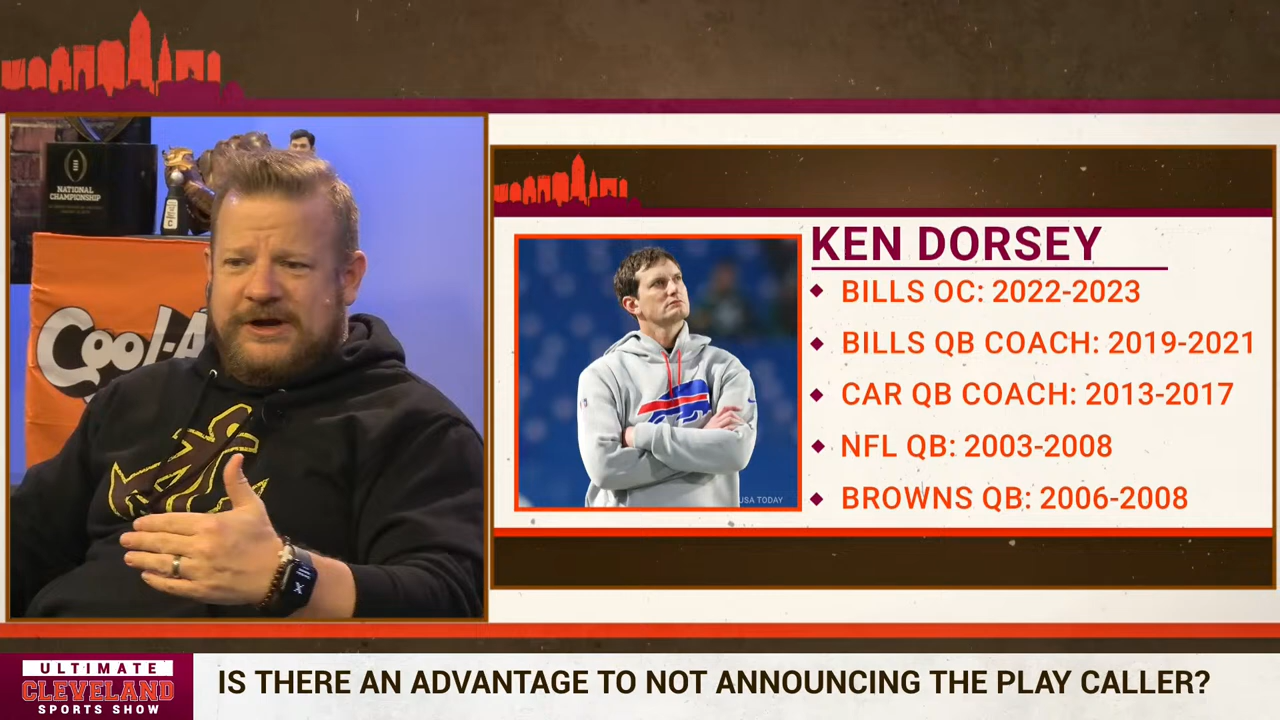 NATIONAL
CHAMPIONSHIP
Cool-A
KEN DORSEY
BILLS OC: 2022-2023
BILLS QB COACH: 2019-2021
CAR QB COACH: 2013-2017
NFL QB: 2003-2008
BROWNS QB: 2006-2008
USA TODAY
ULTIMATE
CLEVELAND
SPORTS SHOW
IS THERE AN ADVANTAGE TO NOT ANNOUNCING THE PLAY CALLER?